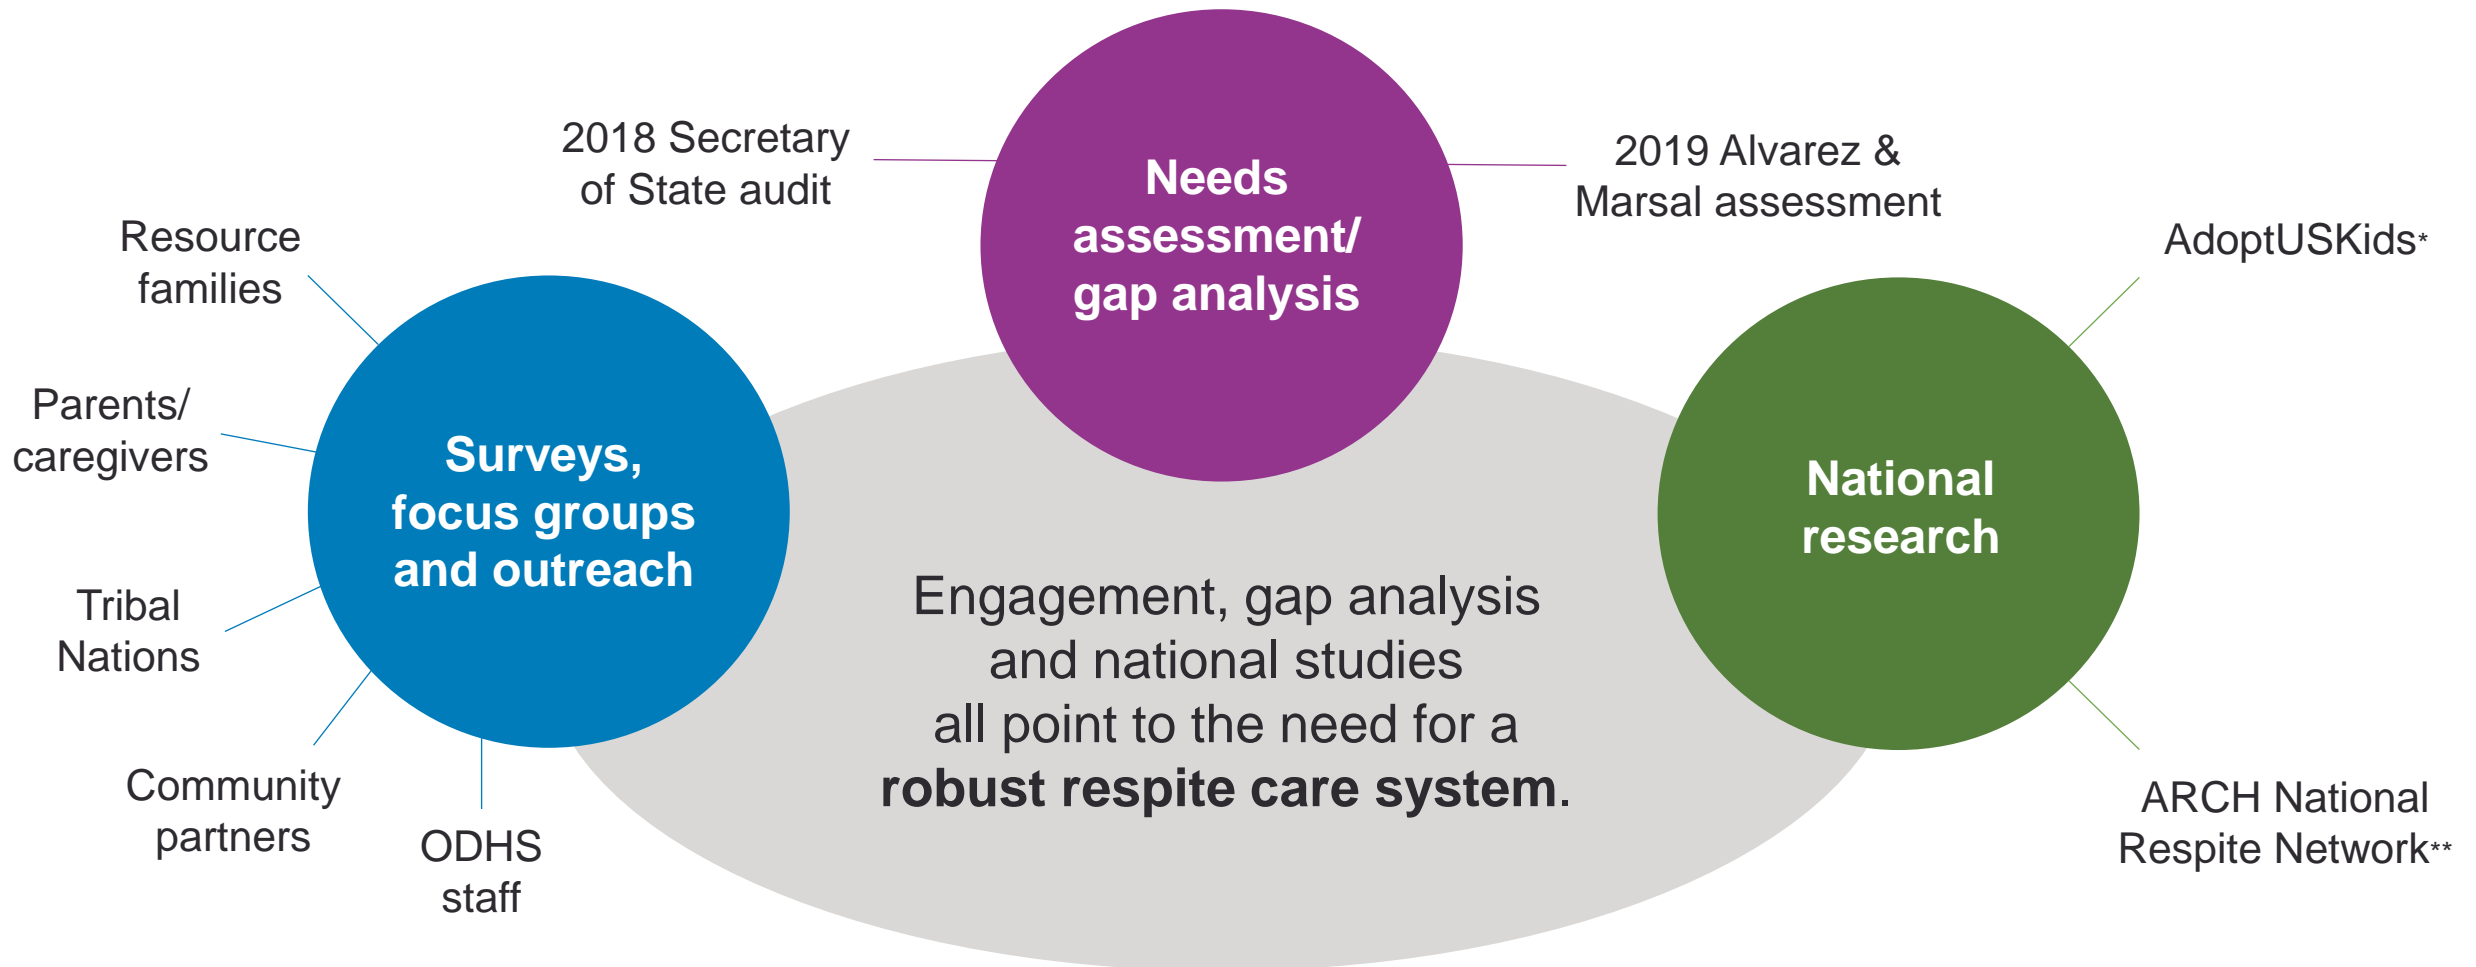 2018 Secretary
of State audit
Needs
assessment/
gap analysis
2019 Alvarez &
Marsal assessment
Resource
families
Parents/
caregivers
Tribal
Nations
Community
partners
ODHS
staff
Surveys,
focus groups
and outreach
AdoptUSKids*
National
research
ARCH National
Respite Network**
Engagement, gap analysis
and national studies
all point to the need for a
robust respite care system.